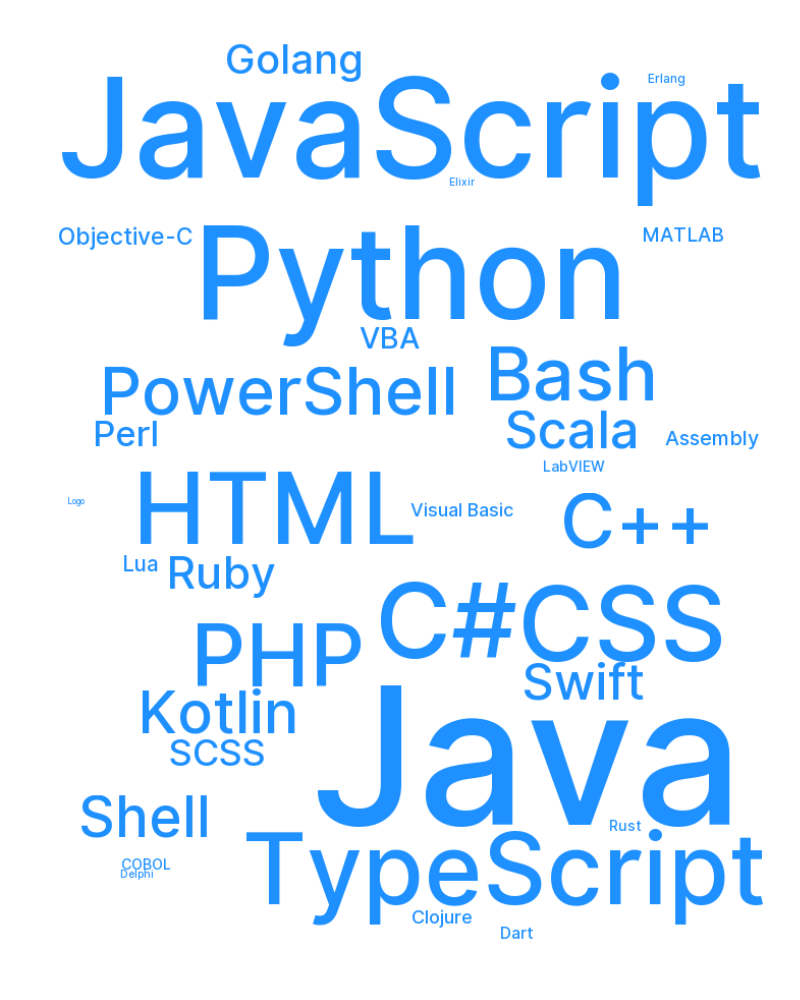 Golang
Erlang
JavaScript
Elixir
Objective-C
Python
MATLAB
VBA
PowerShell
Bash
Perl
Scala
Assembly
LabVIEW
Logo
HTML
Visual Basic
C++
Lua
Ruby
C#
CSS
PHP
Swift
Kotlin
SCSS
Java
Shell
Rust
COBOL
Delphi
TypeScript
Clojure
Dart